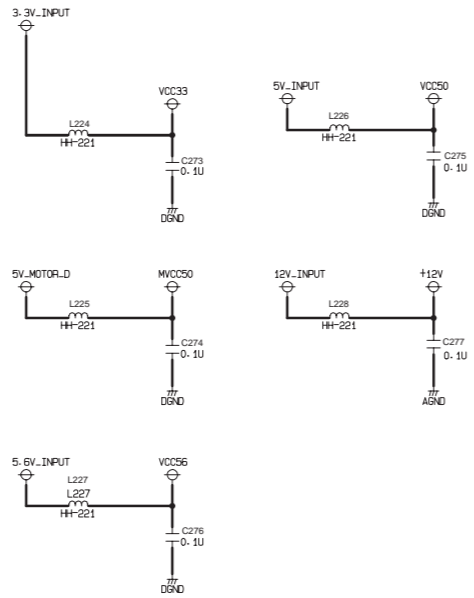 3.3V_INPUT
VCC33
L224
HH-221
C273
0.1U
DGND
5V_INPUT
VCC50
L226
HH-221
C275
0.1U
DGND
5V_MOTOR_D
MVCC50
L225
HH-221
C274
0.1U
DGND
12V_INPUT
+12V
L228
HH-221
C277
0.1U
AGND
5.6V_INPUT
VCC56
L227
L227
HH-221
C276
0.1U
DGND